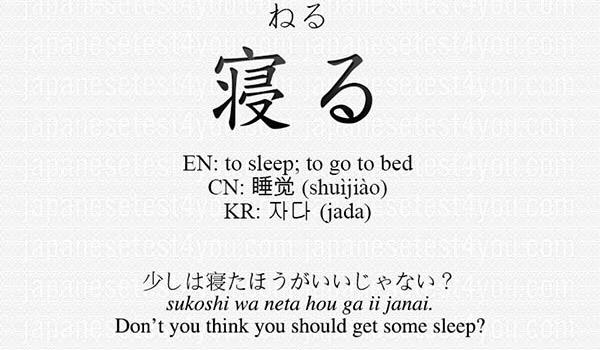 ねる
寝る
EN: to sleep; to go to bed
CN: 睡觉 (shuìjiào)
KR: 자다 (jada)
少しは寝たほうがいいじゃない？
sukoshi wa neta hou ga ii janai.
Don't you think you should get some sleep?
japanesetest4you.com